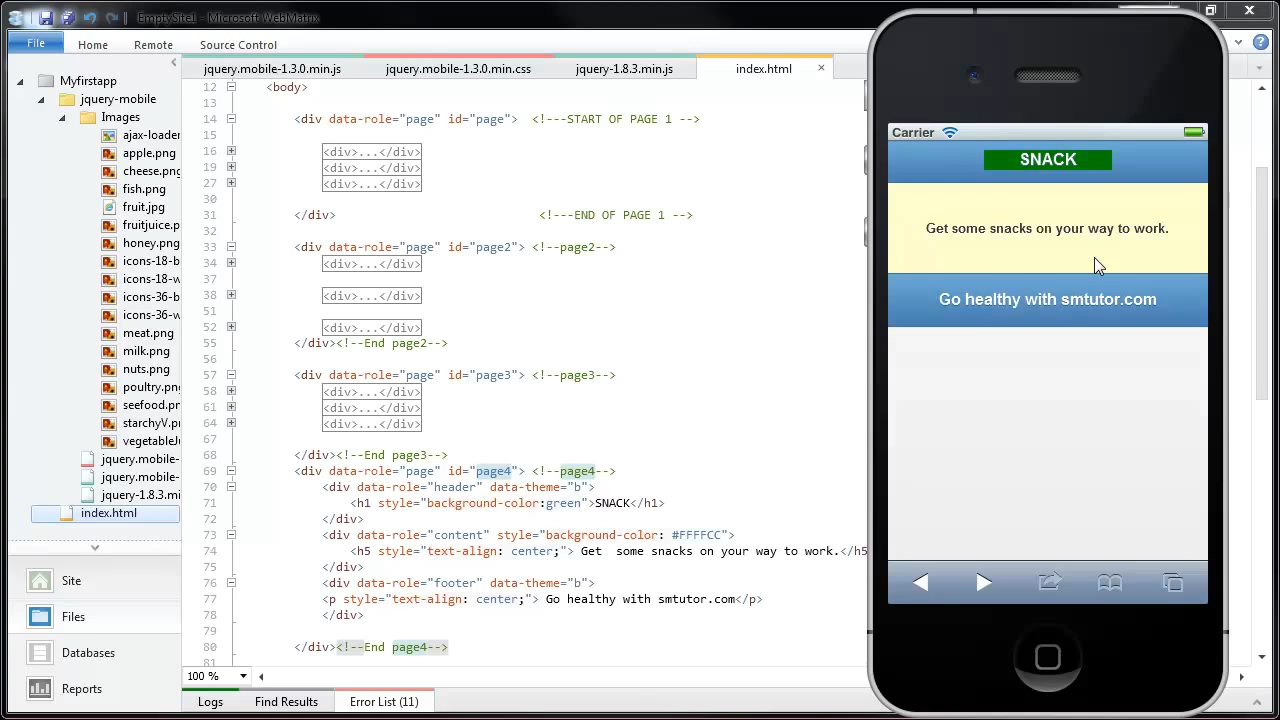 EmptySite1 - Microsoft WebMatrix
File
Home
Remote
Source Control
jquery.mobile-1.3.0.min.js
jquery.mobile-1.3.0.min.css
jquery-1.8.3.min.js
index.html
Myfirstapp
jquery-mobile
Images
ajax-loader
apple.png
cheese.png
fish.png
fruit.jpg
fruitjuice.pn
honey.png
icons-18-b
icons-18-w
icons-36-b
icons-36-w
meat.png
milk.png
nuts.png
poultry.png
seefood.pn
starchyV.pn
vegetableJu
jquery.mobile-
jquery.mobile-
jquery-1.8.3.mi
index.html
Site
Files
Databases
Reports
12 <body>
13
14 <div data-role="page" id="page"> <!---START OF PAGE 1 -->
15
16 <div>...</div>
19 <div>...</div>
27 <div>...</div>
30
31 </div> <!---END OF PAGE 1 -->
32
33 <div data-role="page" id="page2"> <!--page2-->
34 <div>...</div>
37
38 <div>...</div>
51
52 <div>...</div>
55 </div><!--End page2-->
56
57 <div data-role="page" id="page3"> <!--page3-->
58 <div>...</div>
61 <div>...</div>
64 <div>...</div>
67
68 </div><!--End page3-->
69 <div data-role="page" id="page4"> <!--page4-->
70 <div data-role="header" data-theme="b">
71 <h1 style="background-color:green">SNACK</h1>
72 </div>
73 <div data-role="content" style="background-color: #FFFFCC">
74 <h5 style="text-align: center;"> Get  some snacks on your way to work.</h5
75 </div>
76 <div data-role="footer" data-theme="b">
77 <p style="text-align: center;"> Go healthy with smtutor.com</p>
78 </div>
79
80 </div><!--End page4-->
81
100 %
Logs
Find Results
Error List (11)
Carrier
SNACK
Get some snacks on your way to work.
Go healthy with smtutor.com